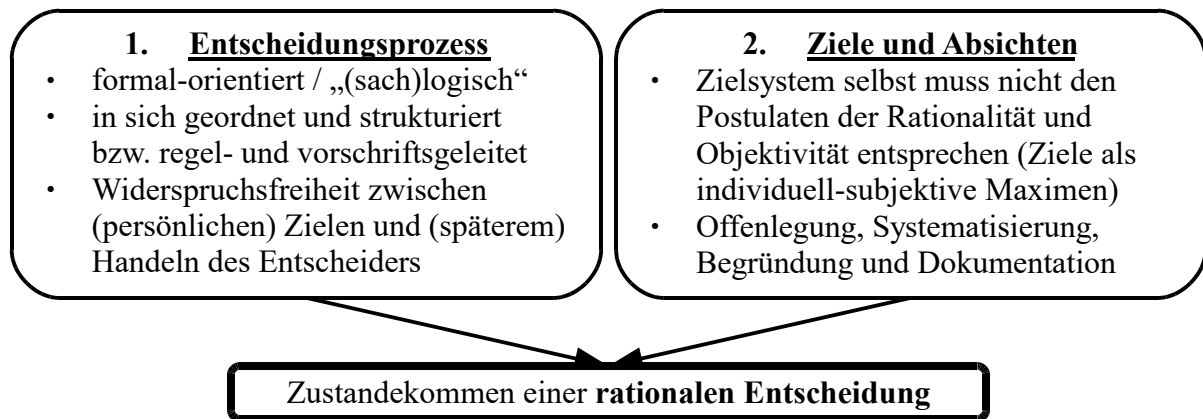 1. Entscheidungsprozess
• formal-orientiert / „(sach)logisch“
• in sich geordnet und strukturiert
bzw. regel- und vorschriftsgeleitet
• Widerspruchsfreiheit zwischen
(persönlichen) Zielen und (späterem)
Handeln des Entscheiders
2. Ziele und Absichten
• Zielsystem selbst muss nicht den
Postulaten der Rationalität und
Objektivität entsprechen (Ziele als
individuell-subjektive Maximen)
• Offenlegung, Systematisierung,
Begründung und Dokumentation
Zustandekommen einer rationalen Entscheidung